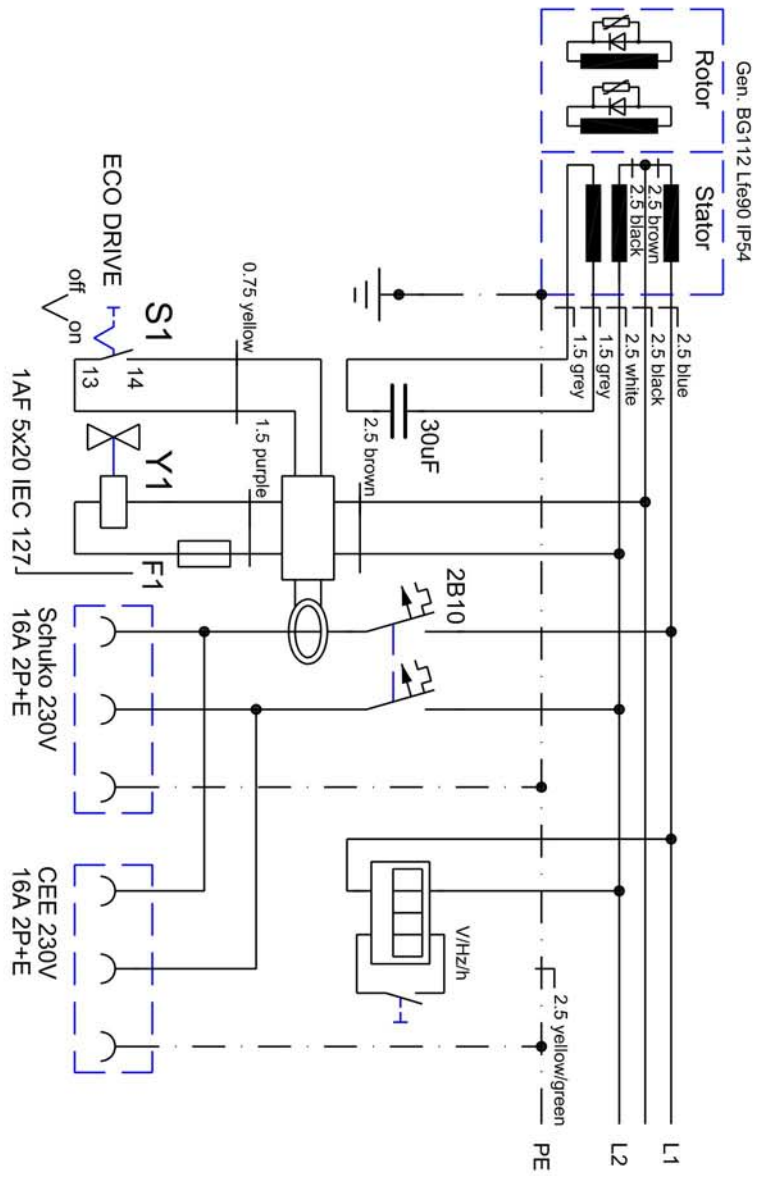 Gen. BG112 Lfe90 IP54
Rotor
Stator
2.5 brown
2.5 black
2.5 blue
2.5 black
2.5 white
1.5 grey
1.5 grey
L1
L2
PE
2.5 yellow/green
30uF
2.5 brown
2B10
V/Hz/h
0.75 yellow
1.5 purple
ECO DRIVE
S1
off
on
13
14
Y1
F1
1AF 5x20 IEC 127
Schuko 230V
16A 2P+E
CEE 230V
16A 2P+E